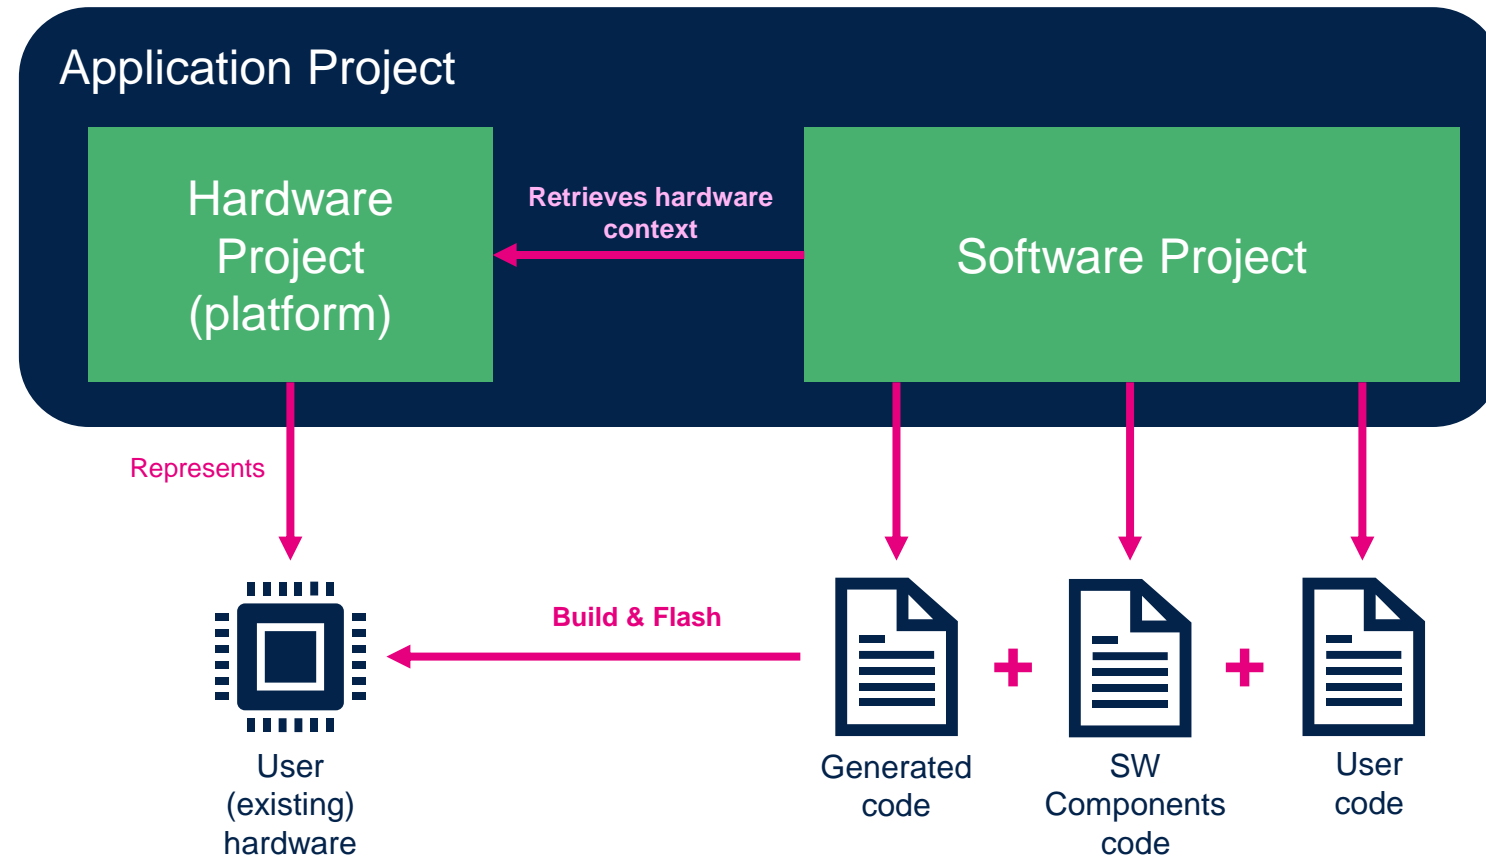 Application Project
Hardware
Project
(platform)
Retrieves hardware
context
Software Project
Represents
Build & Flash
User
(existing)
hardware
Generated
code
SW
Components
code
User
code